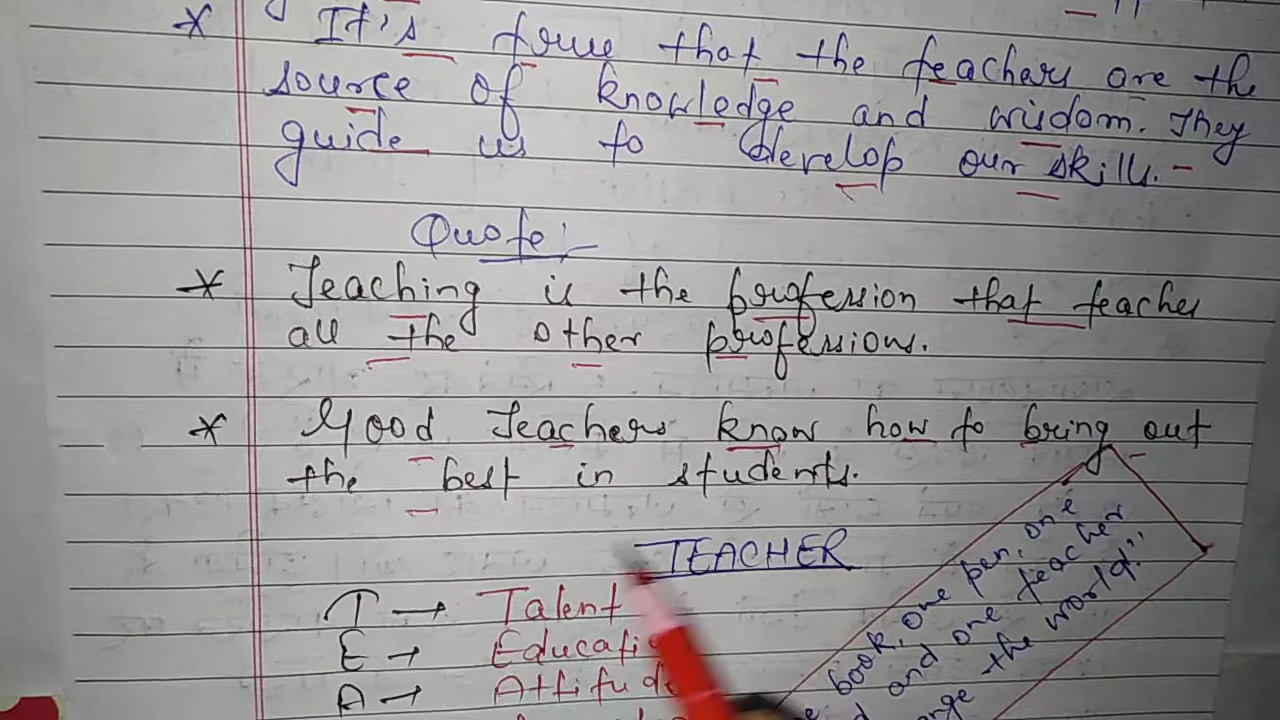 * It's true that the teachers are the
source of knowledge and wisdom. They
guide us to develop our skills.
Quote:-
* Teaching is the profession that teaches
all the other professions.
* Good Teachers know how to bring out
the best in students.
TEACHER
T → Talent
E → Educati
A → Attitude
book, one pen, one
and one teacher
the world."